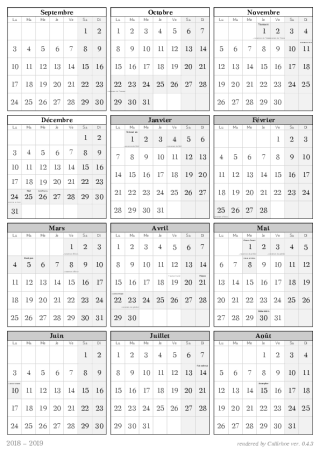 Septembre
Lu Ma Me Je Ve Sa Di
1 2
3 4 5 6 7 8 9
10 11 12 13 14 15 16
17 18 19 20 21 22 23
24 25 26 27 28 29 30
Octobre
Lu Ma Me Je Ve Sa Di
1 2 3 4 5 6 7
8 9 10 11 12 13 14
15 16 17 18 19 20 21
22 23 24 25 26 27 28
29 30 31
Novembre
Lu Ma Me Je Ve Sa Di
1 2 3 4
5 6 7 8 9 10 11
12 13 14 15 16 17 18
19 20 21 22 23 24 25
26 27 28 29 30
Décembre
Lu Ma Me Je Ve Sa Di
1 2
3 4 5 6 7 8 9
10 11 12 13 14 15 16
17 18 19 20 21 22 23
24 25 26 27 28 29 30
31
Janvier
Lu Ma Me Je Ve Sa Di
1 2 3 4 5 6
7 8 9 10 11 12 13
14 15 16 17 18 19 20
21 22 23 24 25 26 27
28 29 30 31
Février
Lu Ma Me Je Ve Sa Di
1 2 3
4 5 6 7 8 9 10
11 12 13 14 15 16 17
18 19 20 21 22 23 24
25 26 27 28
Mars
Lu Ma Me Je Ve Sa Di
1 2 3
4 5 6 7 8 9 10
11 12 13 14 15 16 17
18 19 20 21 22 23 24
25 26 27 28 29 30 31
Avril
Lu Ma Me Je Ve Sa Di
1 2 3 4 5 6 7
8 9 10 11 12 13 14
15 16 17 18 19 20 21
22 23 24 25 26 27 28
29 30
Mai
Lu Ma Me Je Ve Sa Di
1 2 3 4 5
6 7 8 9 10 11 12
13 14 15 16 17 18 19
20 21 22 23 24 25 26
27 28 29 30 31
Juin
Lu Ma Me Je Ve Sa Di
1 2
3 4 5 6 7 8 9
10 11 12 13 14 15 16
17 18 19 20 21 22 23
24 25 26 27 28 29 30
Juillet
Lu Ma Me Je Ve Sa Di
1 2 3 4 5 6 7
8 9 10 11 12 13 14
15 16 17 18 19 20 21
22 23 24 25 26 27 28
29 30 31
Août
Lu Ma Me Je Ve Sa Di
1 2 3 4
5 6 7 8 9 10 11
12 13 14 15 16 17 18
19 20 21 22 23 24 25
26 27 28 29 30 31
2018 – 2019
rendered by Callirhoe ver. 0.4.3